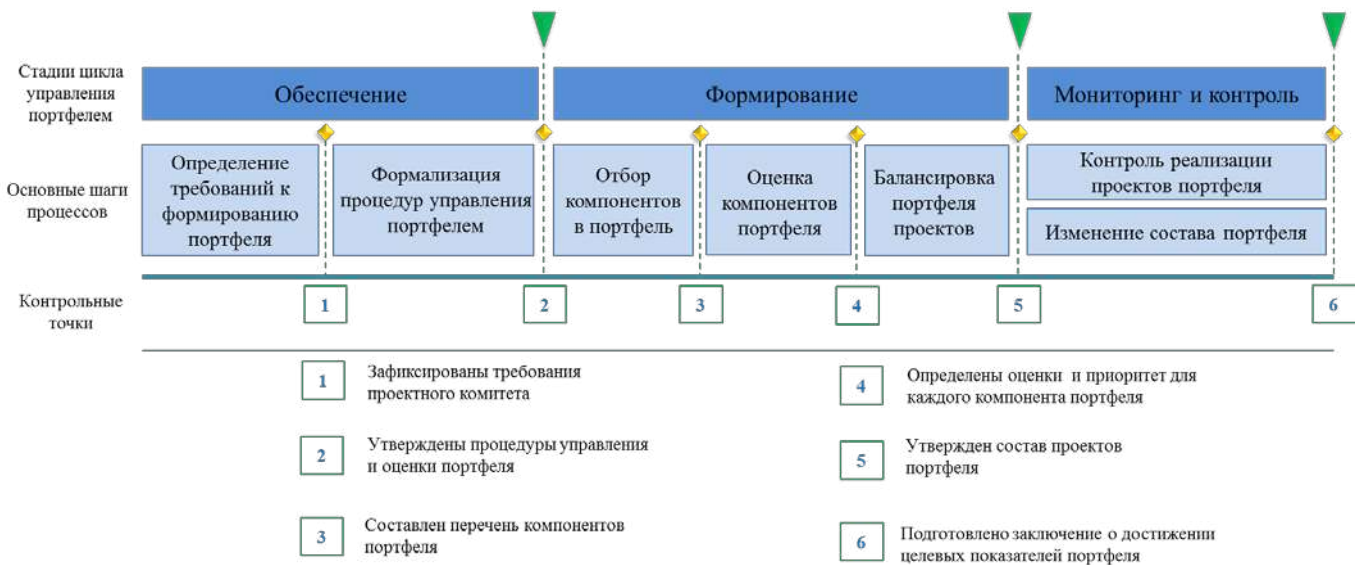 Стадии цикла
управления
портфелем
Обеспечение
Формирование
Мониторинг и контроль
Основные шаги
процессов
Определение
требований к
формированию
портфеля
Формализация
процедур управления
портфелем
Отбор
компонентов
в портфель
Оценка
компонентов
портфеля
Балансировка
портфеля
проектов
Контроль реализации
проектов портфеля
Изменение состава портфеля
Контрольные
точки
1
2
3
4
5
6
1
Зафиксированы требования
проектного комитета
2
Утверждены процедуры управления
и оценки портфеля
3
Составлен перечень компонентов
портфеля
4
Определены оценки и приоритет для
каждого компонента портфеля
5
Утвержден состав проектов
портфеля
6
Подготовлено заключение о достижении
целевых показателей портфеля